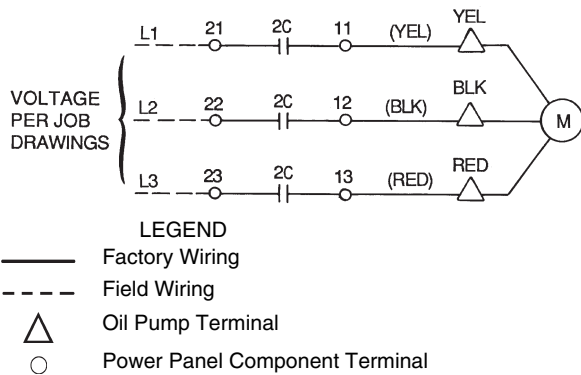 YEL
L1 21 2C 11 (YEL)
BLK
VOLTAGE
PER JOB
DRAWINGS
L2 22 2C 12 (BLK) M
RED
L3 23 2C 13 (RED)
LEGEND
Factory Wiring
Field Wiring
Oil Pump Terminal
Power Panel Component Terminal